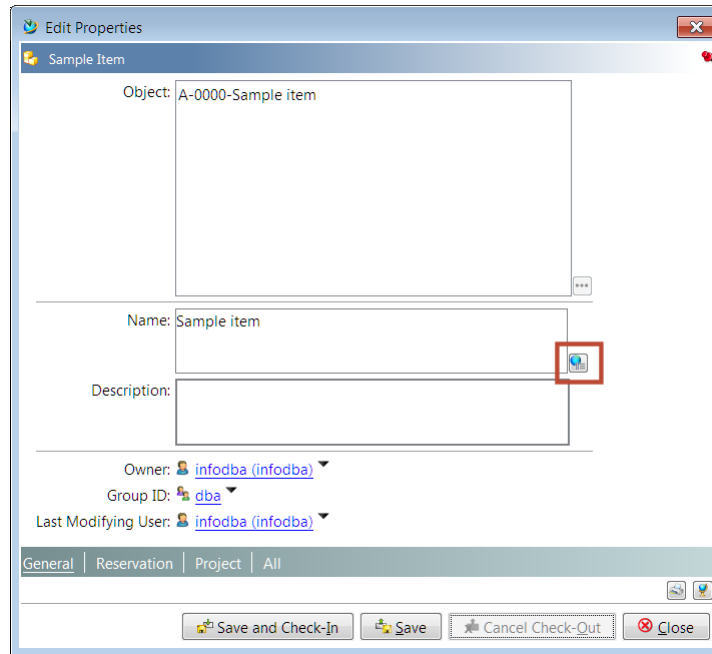 Edit Properties
Sample Item
Object: A-0000-Sample item
Name: Sample item
Description:
Owner: infodba (infodba)
Group ID: dba
Last Modifying User: infodba (infodba)
General Reservation Project All
Save and Check-In Save Cancel Check-Out Close